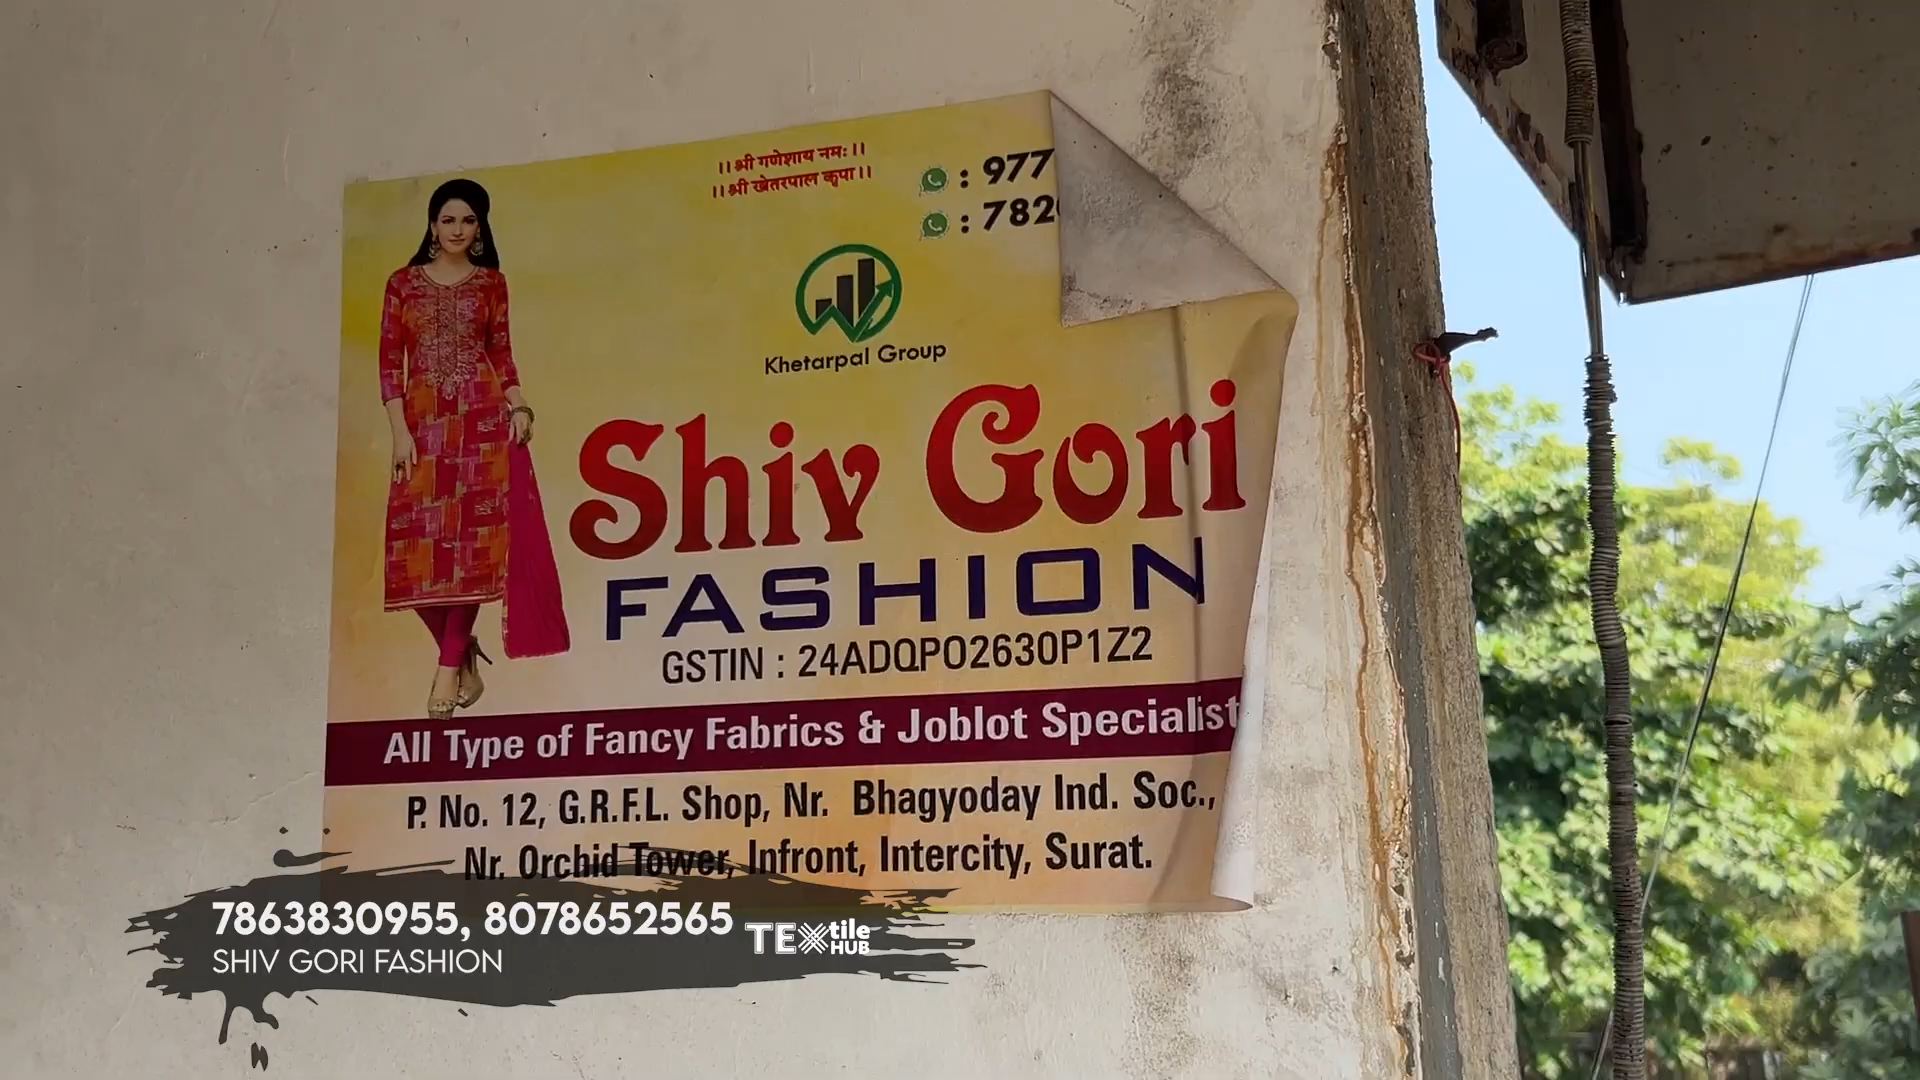 ।। श्री गणेशाय नमः ।।
।। श्री खेतरपाल कृपा ।।
: 977
: 782
Khetarpal Group
Shiv Gori
FASHION
GSTIN : 24ADQPO2630P1Z2
All Type of Fancy Fabrics & Joblot Specialist
P. No. 12, G.R.F.L. Shop, Nr. Bhagyoday Ind. Soc.,
Nr. Orchid Tower, Infront, Intercity, Surat.
7863830955, 8078652565
SHIV GORI FASHION
TEXtile HUB